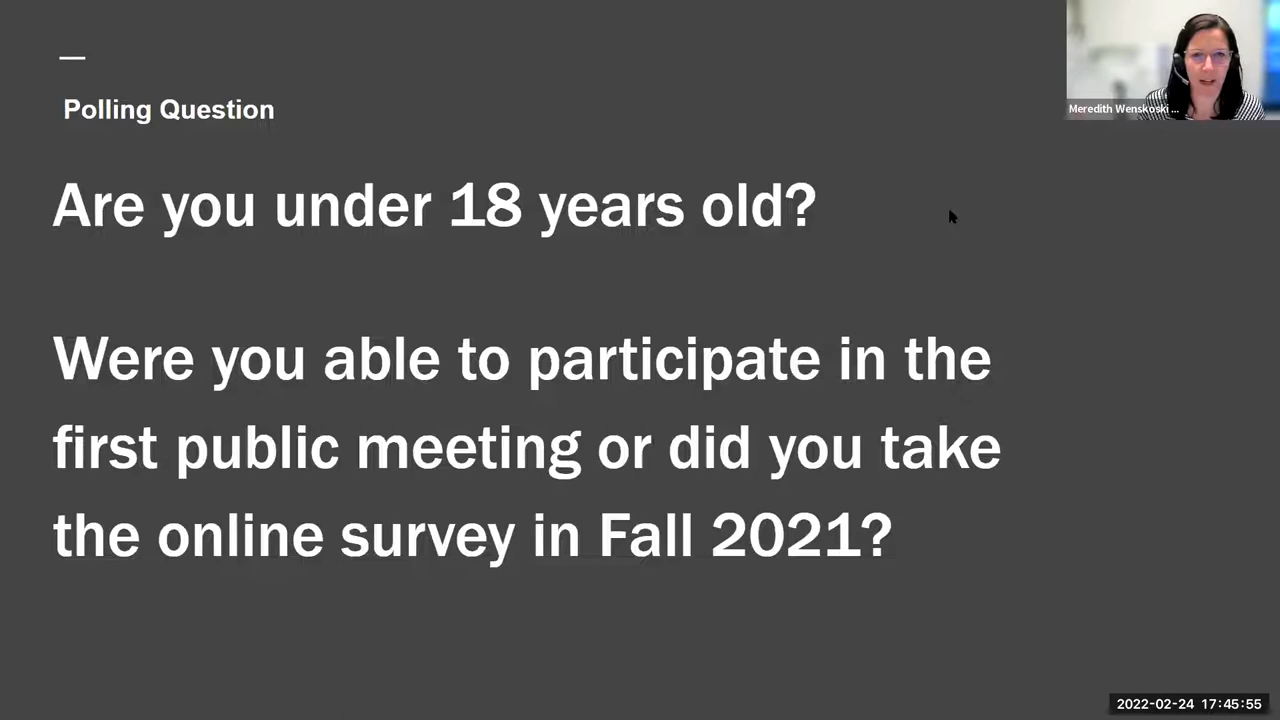 Polling Question
Meredith Wenskoski ...
Are you under 18 years old?
Were you able to participate in the
first public meeting or did you take
the online survey in Fall 2021?
2022-02-24 17:45:55